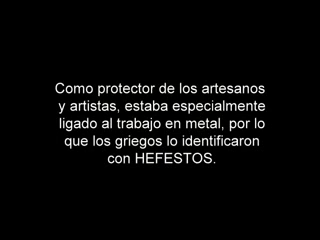 Como protector de los artesanos
y artistas, estaba especialmente
ligado al trabajo en metal, por lo
que los griegos lo identificaron
con HEFESTOS.